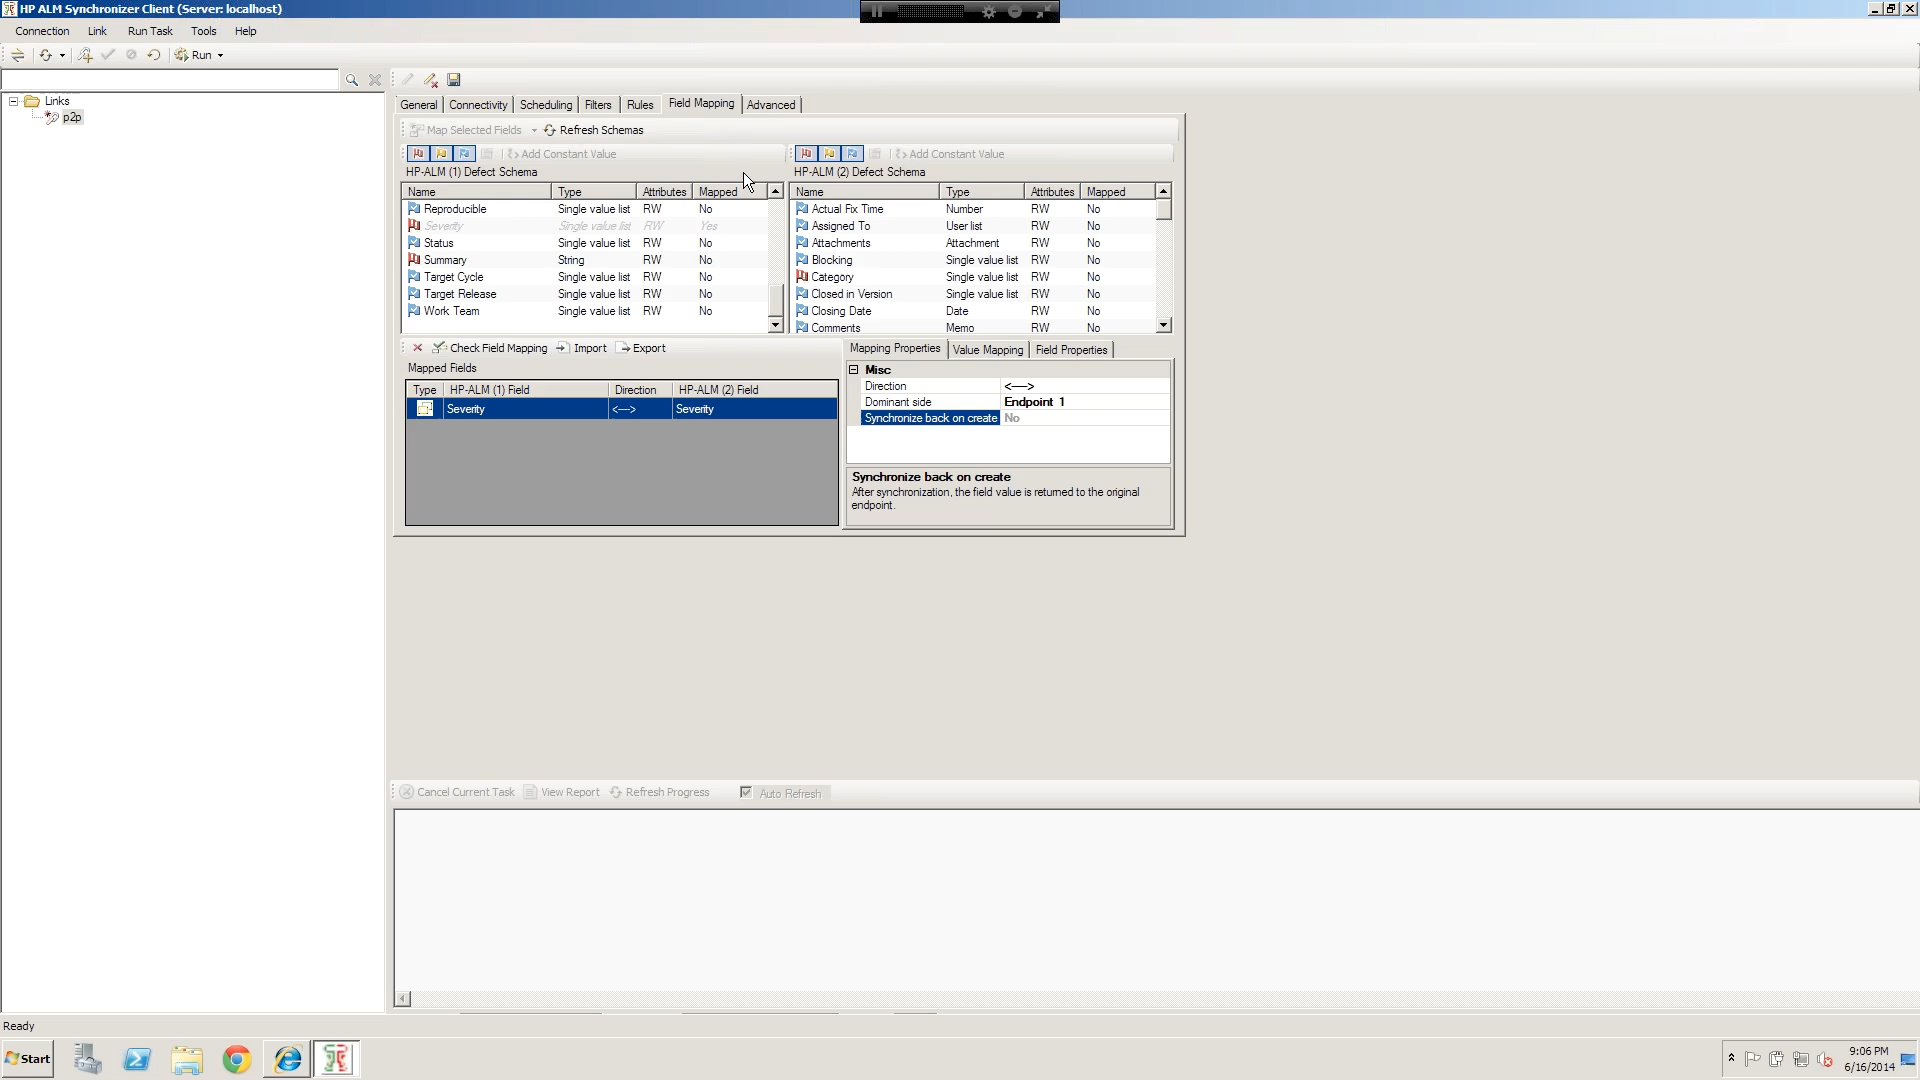 HP ALM Synchronizer Client (Server: localhost)
Connection Link Run Task Tools Help
Run
Links
p2p
General Connectivity Scheduling Filters Rules Field Mapping Advanced
Map Selected Fields Refresh Schemas
Add Constant Value Add Constant Value
HP-ALM (1) Defect Schema HP-ALM (2) Defect Schema
Name Type Attributes Mapped Name Type Attributes Mapped
Reproducible Single value list RW No Actual Fix Time Number RW No
Severity Single value list RW Yes Assigned To User list RW No
Status Single value list RW No Attachments Attachment RW No
Summary String RW No Blocking Single value list RW No
Target Cycle Single value list RW No Category Single value list RW No
Target Release Single value list RW No Closed in Version Single value list RW No
Work Team Single value list RW No Closing Date Date RW No
Comments Memo RW No
Check Field Mapping Import Export Mapping Properties Value Mapping Field Properties
Mapped Fields Misc
Type HP-ALM (1) Field Direction HP-ALM (2) Field Direction <---->
Severity <---> Severity Dominant side Endpoint 1
Synchronize back on create No
Synchronize back on create
After synchronization, the field value is returned to the original
endpoint.
Cancel Current Task View Report Refresh Progress Auto Refresh
Ready
Start
9:06 PM
6/16/2014